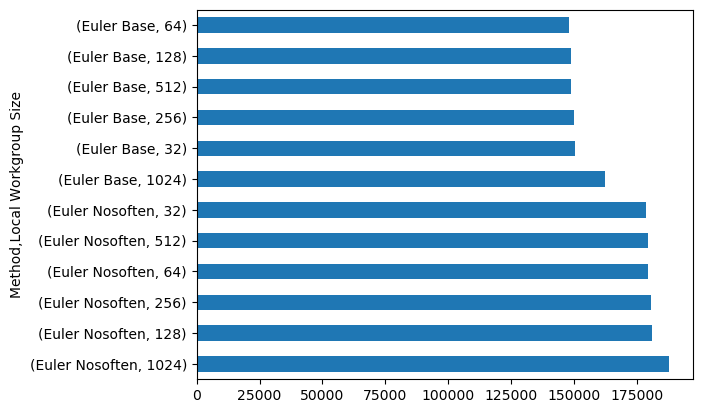 Method,Local Workgroup Size
(Euler Base, 64)
(Euler Base, 128)
(Euler Base, 512)
(Euler Base, 256)
(Euler Base, 32)
(Euler Base, 1024)
(Euler Nosoften, 32)
(Euler Nosoften, 512)
(Euler Nosoften, 64)
(Euler Nosoften, 256)
(Euler Nosoften, 128)
(Euler Nosoften, 1024)
0 25000 50000 75000 100000 125000 150000 175000